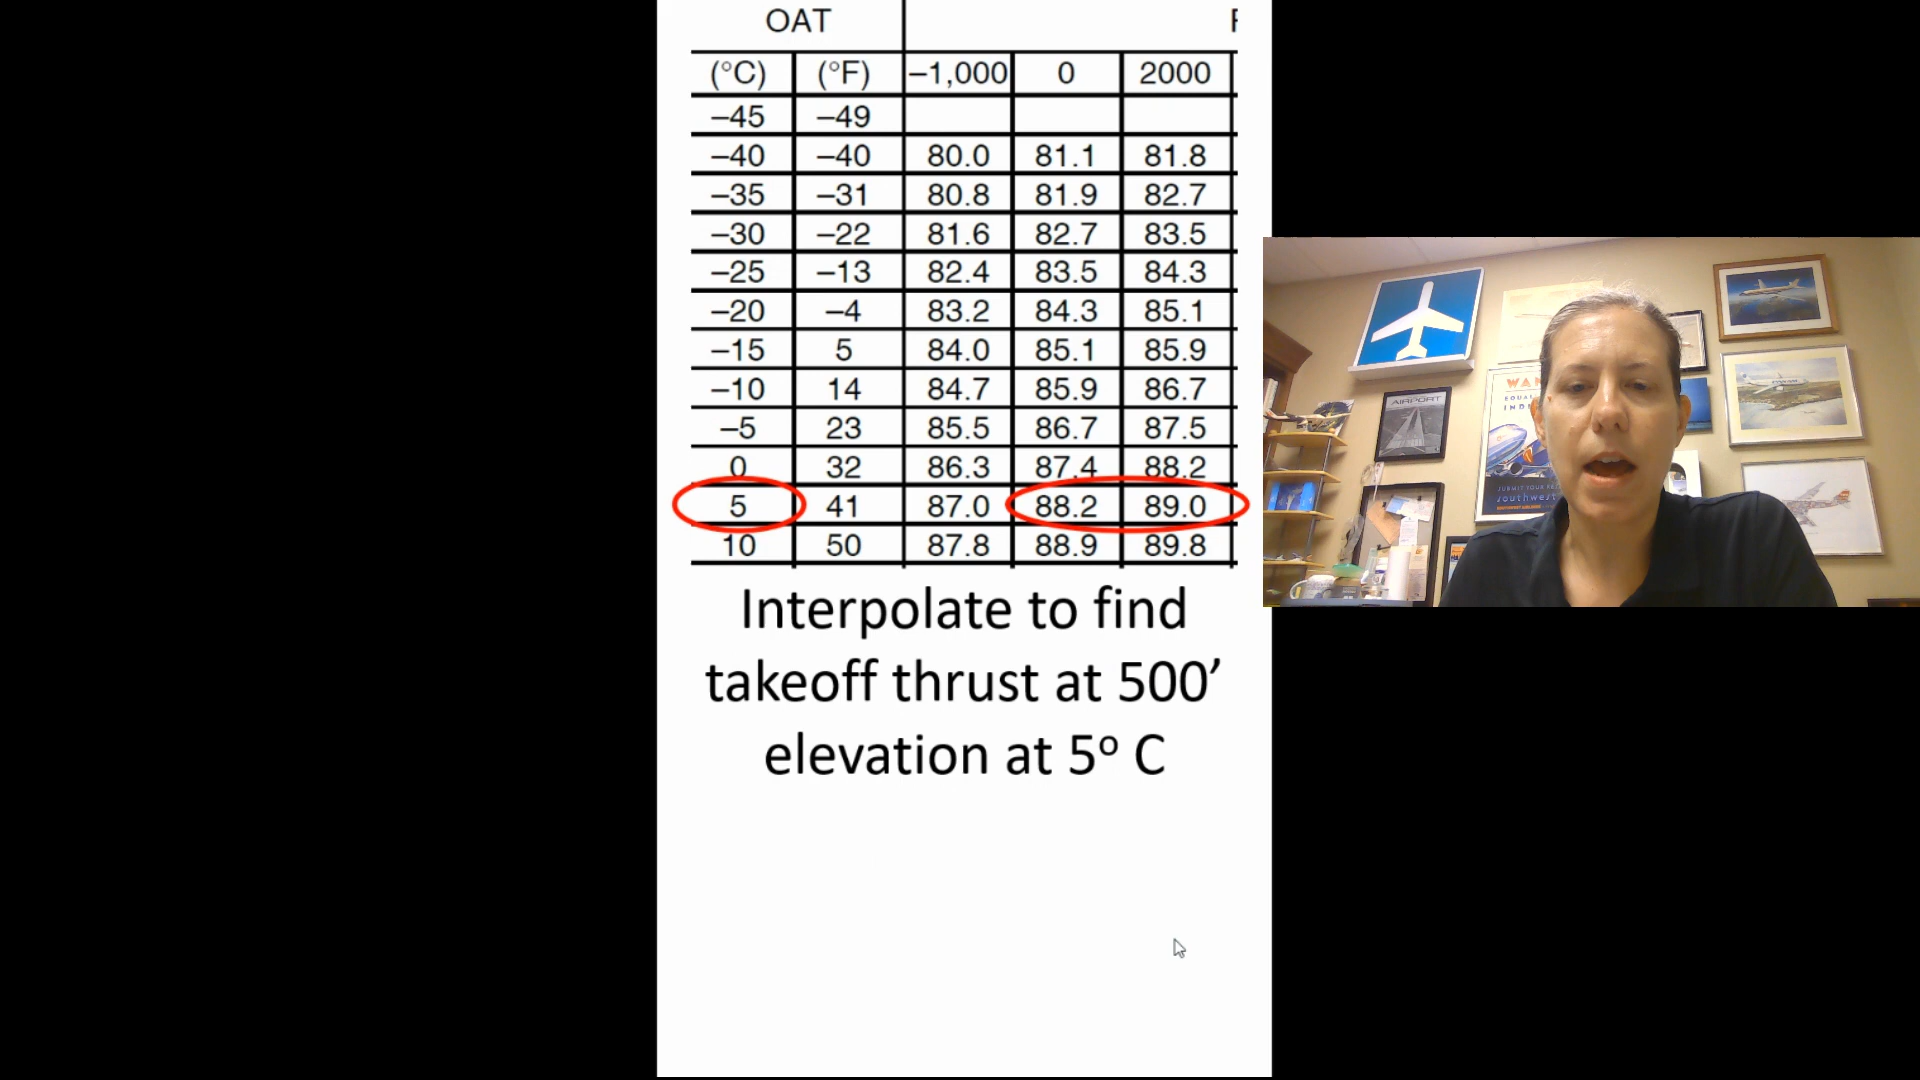 OAT
(°C) (°F) –1,000 0 2000
–45 –49
–40 –40 80.0 81.1 81.8
–35 –31 80.8 81.9 82.7
–30 –22 81.6 82.7 83.5
–25 –13 82.4 83.5 84.3
–20 –4 83.2 84.3 85.1
–15 5 84.0 85.1 85.9
–10 14 84.7 85.9 86.7
–5 23 85.5 86.7 87.5
0 32 86.3 87.4 88.2
5 41 87.0 88.2 89.0
10 50 87.8 88.9 89.8
Interpolate to find
takeoff thrust at 500’
elevation at 5º C
AIRPORT
WAN
EQUAL
IND
southwest